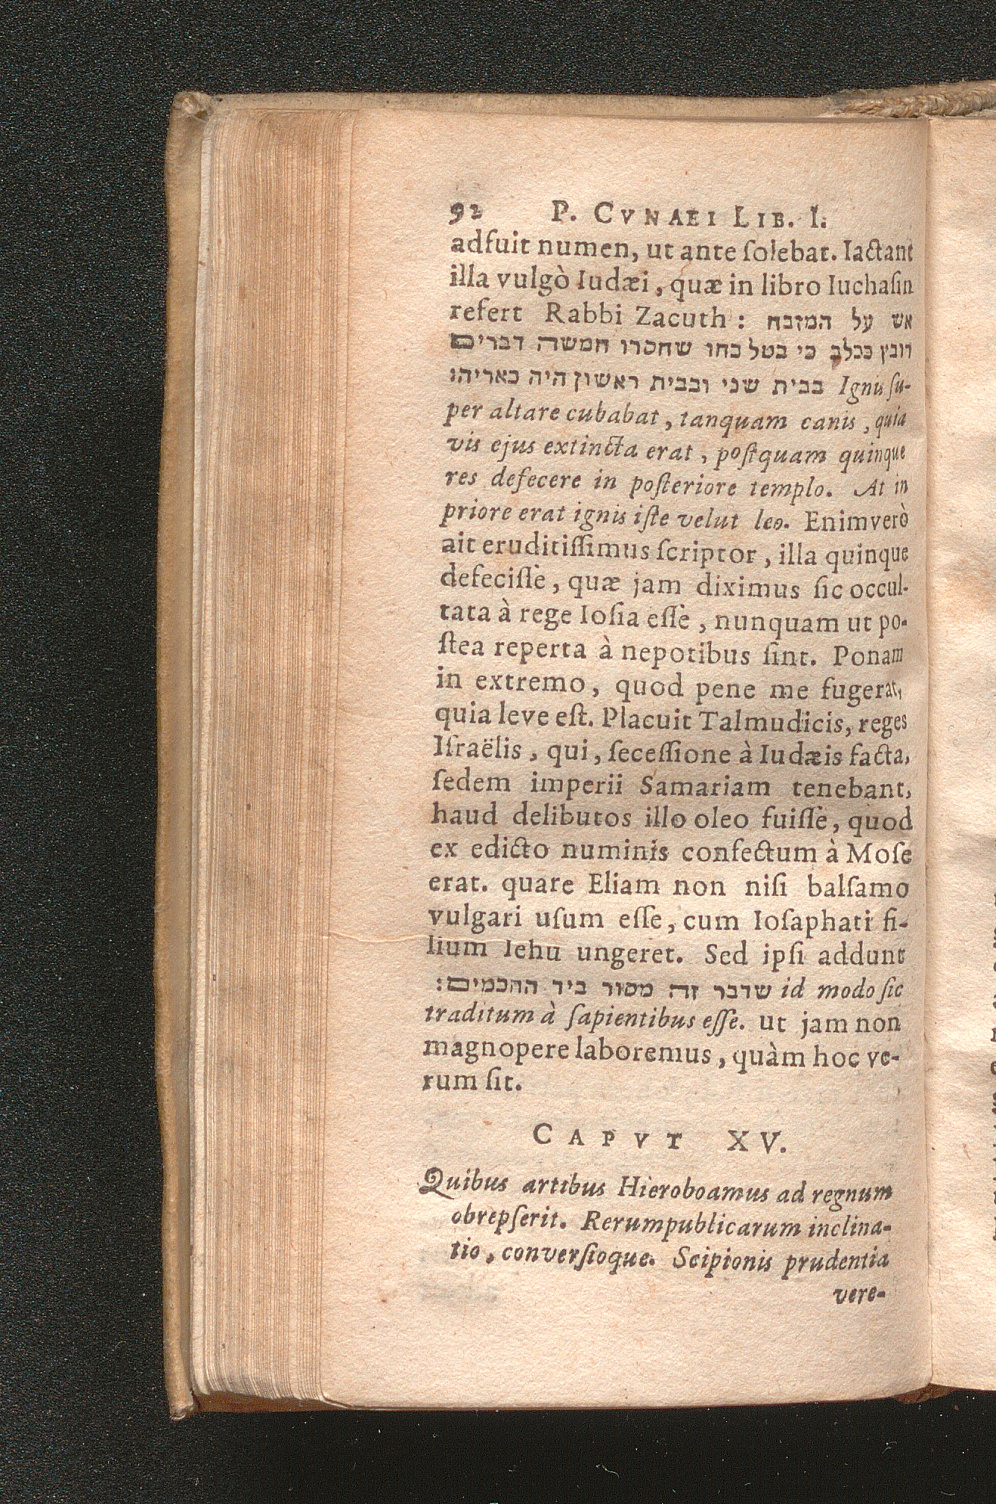 92 P. CVNAEI LIB. I.
adfuit numen, ut ante ſolebat. Iactant
illa vulgò Iudæi, quæ in libro Iuchaſin
refert Rabbi Zacuth: אש על המזבח
רובץ ככלב כי בטל כחו שחסרו חמשה דברים
בבית שני ובבית ראשון היה כאריה: Ignis ſu-
per altare cubabat, tanquam canis, quia
vis ejus extincta erat, poſtquam quinque
res defecere in poſteriore templo. At in
priore erat ignis iſte velut leo. Enimverò
ait eruditiſſimus ſcriptor, illa quinque
defeciſſè, quæ jam diximus ſic occul-
tata à rege Ioſia eſſè, nunquam ut po-
ſtea reperta à nepotibus ſint. Ponam
in extremo, quod pene me fugerat,
quia leve eſt. Placuit Talmudicis, reges
Iſraëlis, qui, ſeceſſione à Iudæis facta,
ſedem imperii Samariam tenebant,
haud delibutos illo oleo fuiſſè, quod
ex edicto numinis confectum à Moſe
erat. quare Eliam non niſi balſamo
vulgari uſum eſſe, cum Ioſaphati fi-
lium Iehu ungeret. Sed ipſi addunt
שדבר זה מסור ביד ההכמים: id modo ſic
traditum à ſapientibus eſſe. ut jam non
magnopere laboremus, quàm hoc ve-
rum ſit.
CAPVT XV.
Quibus artibus Hieroboamus ad regnum
obrepſerit. Rerumpublicarum inclina-
tio, converſioque. Scipionis prudentia
vere-